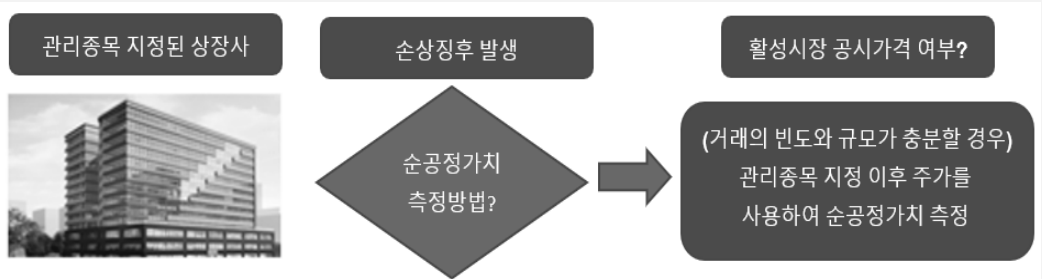 관리종목 지정된 상장사
손상징후 발생
활성시장 공시가격 여부?
순공정가치
측정방법?
(거래의 빈도와 규모가 충분할 경우)
관리종목 지정 이후 주가를
사용하여 순공정가치 측정